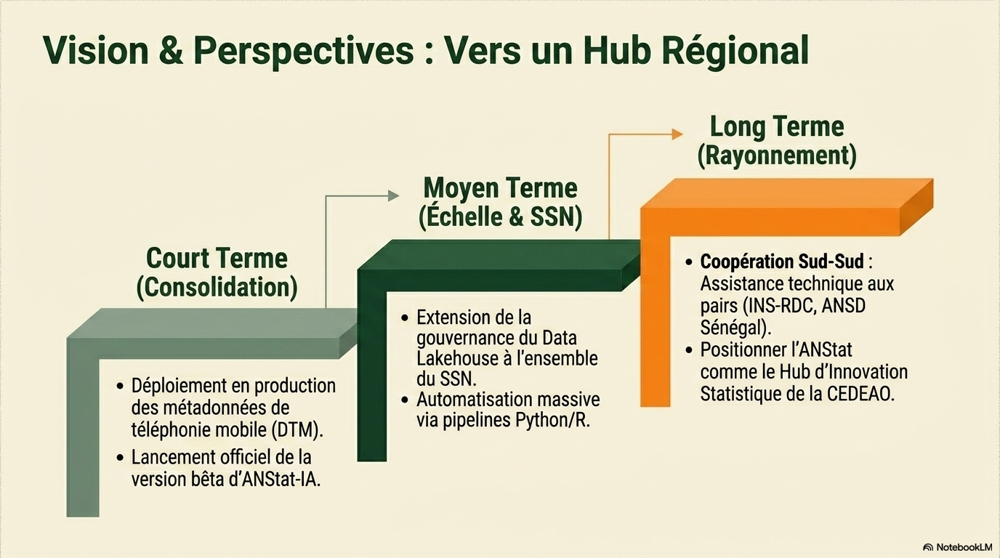 Vision & Perspectives : Vers un Hub Régional
Court Terme
(Consolidation)
• Déploiement en production
des métadonnées de
téléphonie mobile (DTM).
• Lancement officiel de la
version bêta d'ANStat-IA.
Moyen Terme
(Échelle & SSN)
• Extension de la
gouvernance du Data
Lakehouse à l'ensemble
du SSN.
• Automatisation massive
via pipelines Python/R.
Long Terme
(Rayonnement)
• Coopération Sud-Sud :
Assistance technique aux
pairs (INS-RDC, ANSD
Sénégal).
• Positionner l'ANStat
comme le Hub d'Innovation
Statistique de la CEDEAO.
NotebookLM